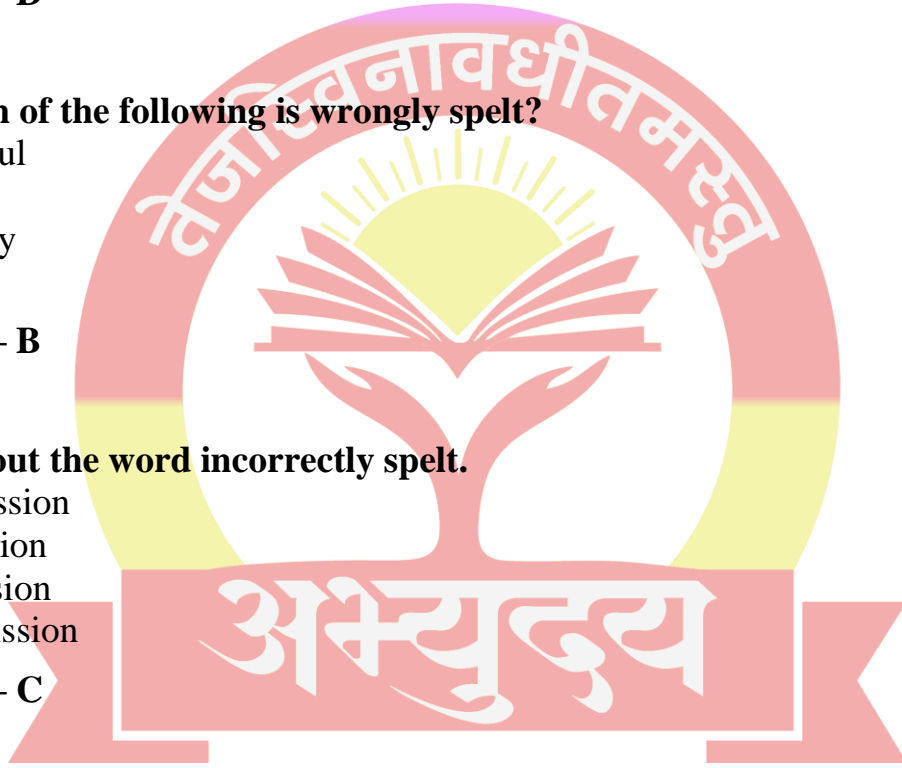 D
n of the following is wrongly spelt?
ul
y
– B
out the word incorrectly spelt.
ssion
ion
sion
ission
– C
तेजस्विनावधीतमस्तु
अभ्युदय